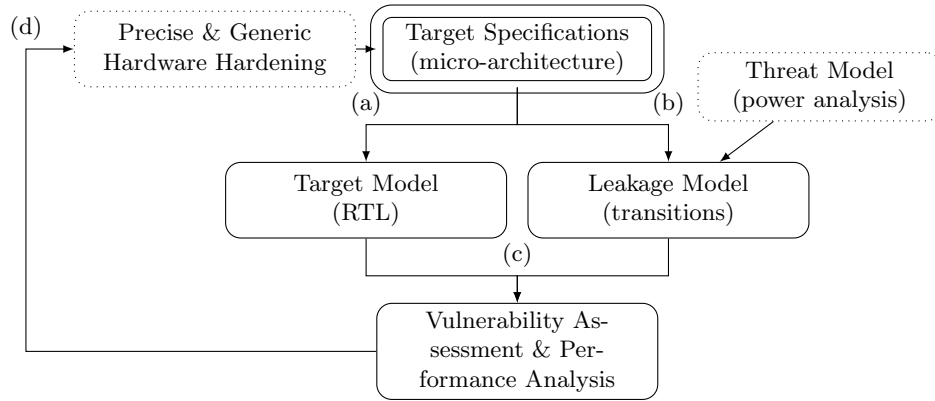 (d)
Precise & Generic
Hardware Hardening
Target Specifications
(micro-architecture)
Threat Model
(power analysis)
(a)
(b)
Target Model
(RTL)
Leakage Model
(transitions)
(c)
Vulnerability As-
sessment & Per-
formance Analysis